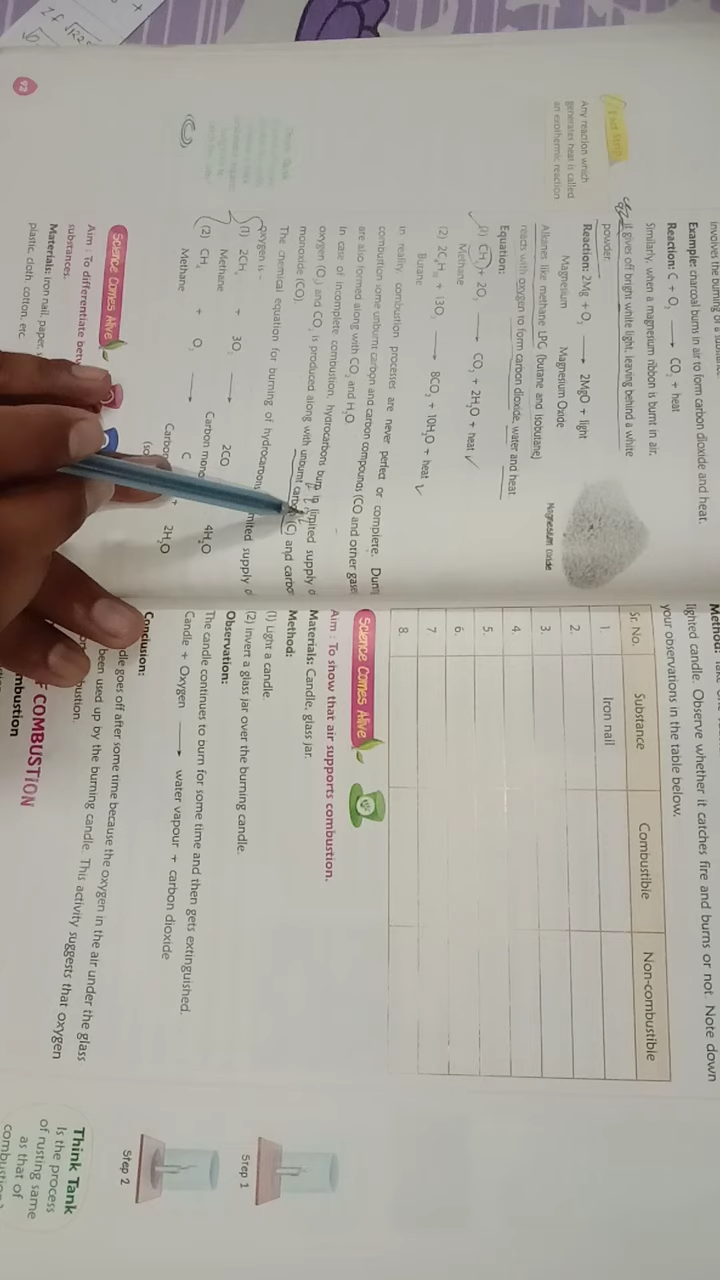 involves the burning of a
Example: charcoal burns in air to form carbon dioxide and heat.
Reaction: C + O₂ ⟶ CO₂ + heat
Similarly, when a magnesium ribbon is burnt in air,
it gives off bright white light, leaving behind a white
powder.
Reaction: 2Mg + O₂ ⟶ 2MgO + light
Magnesium Magnesium Oxide
Magnesium oxide
Any reaction which
generates heat is called
an exothermic reaction
Alkanes like methane LPG (butane and Isobutane)
reacts with oxygen to form carbon dioxide, water and heat.
Equation:
(1) CH₄ + 2O₂ ⟶ CO₂ + 2H₂O + heat
Methane
(2) 2C₄H₁₀ + 13O₂ ⟶ 8CO₂ + 10H₂O + heat
Butane
In reality, combustion processes are never perfect or complete.
combustion some unburnt carbon and carbon compounds (CO and other
are also formed along with CO₂ and H₂O
In case of incomplete combustion, hydrocarbons burn in limited supply
oxygen (O₂) and CO₂ is produced along with unburnt carbon (C) and
monoxide (CO).
The chemical equation for burning of hydrocarbons supply
oxygen is -
(1) 2CH₄ + 3O₂ ⟶ 2CO 4H₂O
Methane Carbon
(2) CH₄ + O₂ ⟶ C + 2H₂O
Methane Carbon
Science Comes Alive
Aim : To differentiate
substances.
Materials: Iron nail, paper,
plastic, cloth, cotton, etc.
92
Method:
lighted candle. Observe whether it catches fire and burns or not. Note down
your observations in the table below.
Sr. No. Substance Combustible Non-combustible
1 Iron nail
2.
3.
4.
5.
6.
7.
8.
Science Comes Alive
Aim : To show that air supports combustion.
Materials: Candle, glass jar.
Method:
(1) Light a candle.
(2) Invert a glass jar over the burning candle.
Observation:
The candle continues to burn for some time and then gets extinguished.
Candle + Oxygen ⟶ water vapour + carbon dioxide
Conclusion:
goes off after some time because the oxygen in the air under the glass
been used up by the burning candle. This activity suggests that oxygen
Step 1
Step 2
COMBUSTION
Think Tank
Is the process
of rusting same
as that of